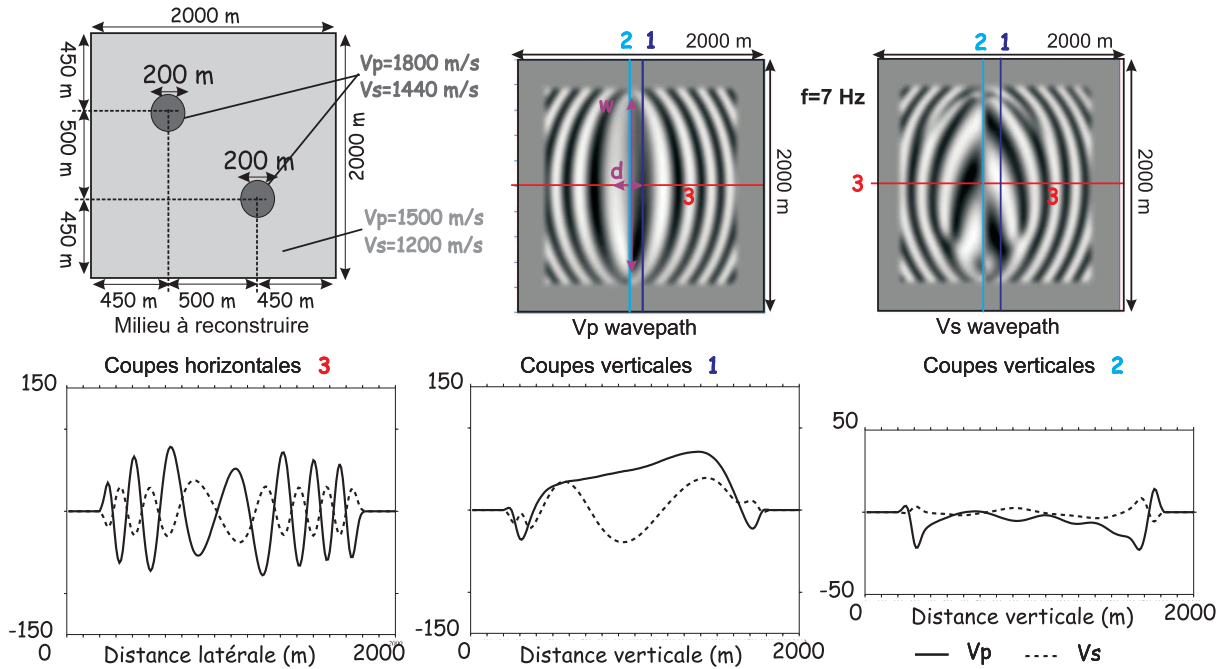 2000 m
450 m
500 m
450 m
200 m
200 m
2000 m
Vp=1800 m/s
Vs=1440 m/s
Vp=1500 m/s
Vs=1200 m/s
450 m
500 m
450 m
Milieu à reconstruire
2 1
2000 m
w
d
3
2000 m
Vp wavepath
f=7 Hz
2 1
2000 m
3
3
2000 m
Vs wavepath
Coupes horizontales 3
150
-150
0
Distance latérale (m)
2000
Coupes verticales 1
150
-150
0
Distance verticale (m)
2000
Coupes verticales 2
50
-50
0
Distance verticale (m)
2000
Vp
Vs